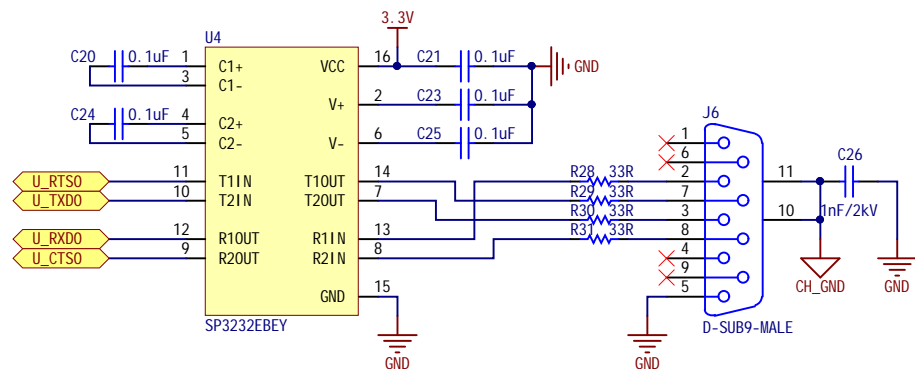 3.3V
U4
C20 0.1uF 1 C1+ VCC 16 C21 0.1uF GND
3 C1-
V+ 2 C23 0.1uF
C24 0.1uF 4 C2+
5 C2- V- 6 C25 0.1uF
J6
1
6
U_RTS0 11 T1IN T1OUT 14 R28 33R 2 11 C26
U_TXD0 10 T2IN T2OUT 7 R29 33R 7
R30 33R 3 10 1nF/2kV
U_RXD0 12 R1OUT R1IN 13 R31 33R 8
U_CTS0 9 R2OUT R2IN 8 4
9
GND 15 5
CH_GND GND
SP3232EBEY D-SUB9-MALE
GND GND